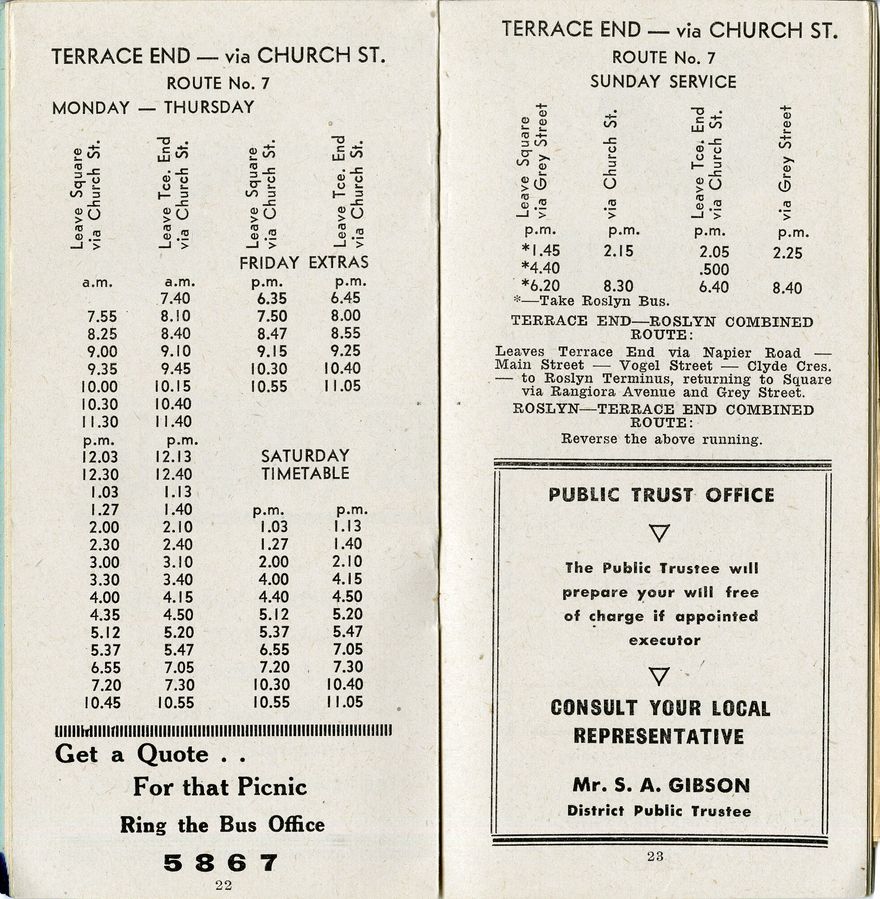 TERRACE END — via CHURCH ST.
ROUTE No. 7
MONDAY — THURSDAY
Leave Square via Church St.
Leave Tce. End via Church St.
Leave Square via Church St.
Leave Tce. End via Church St.
FRIDAY EXTRAS
a.m. a.m. p.m. p.m.
7.40 6.35 6.45
7.55 8.10 7.50 8.00
8.25 8.40 8.47 8.55
9.00 9.10 9.15 9.25
9.35 9.45 10.30 10.40
10.00 10.15 10.55 11.05
10.30 10.40
11.30 11.40
p.m. p.m.
12.03 12.13 SATURDAY
12.30 12.40 TIMETABLE
1.03 1.13
1.27 1.40 p.m. p.m.
2.00 2.10 1.03 1.13
2.30 2.40 1.27 1.40
3.00 3.10 2.00 2.10
3.30 3.40 4.00 4.15
4.00 4.15 4.40 4.50
4.35 4.50 5.12 5.20
5.12 5.20 5.37 5.47
5.37 5.47 6.55 7.05
6.55 7.05 7.20 7.30
7.20 7.30 10.30 10.40
10.45 10.55 10.55 11.05
Get a Quote . .
For that Picnic
Ring the Bus Office
5867
22
TERRACE END — via CHURCH ST.
ROUTE No. 7
SUNDAY SERVICE
Leave Square via Grey Street
via Church St.
Leave Tce. End via Church St.
via Grey Street
p.m. p.m. p.m. p.m.
*1.45 2.15 2.05 2.25
*4.40 .500
*6.20 8.30 6.40 8.40
*—Take Roslyn Bus.
TERRACE END—ROSLYN COMBINED
ROUTE:
Leaves Terrace End via Napier Road —
Main Street — Vogel Street — Clyde Cres.
— to Roslyn Terminus, returning to Square
via Rangiora Avenue and Grey Street.
ROSLYN—TERRACE END COMBINED
ROUTE:
Reverse the above running.
PUBLIC TRUST OFFICE
The Public Trustee will
prepare your will free
of charge if appointed
executor
CONSULT YOUR LOCAL
REPRESENTATIVE
Mr. S. A. GIBSON
District Public Trustee
23